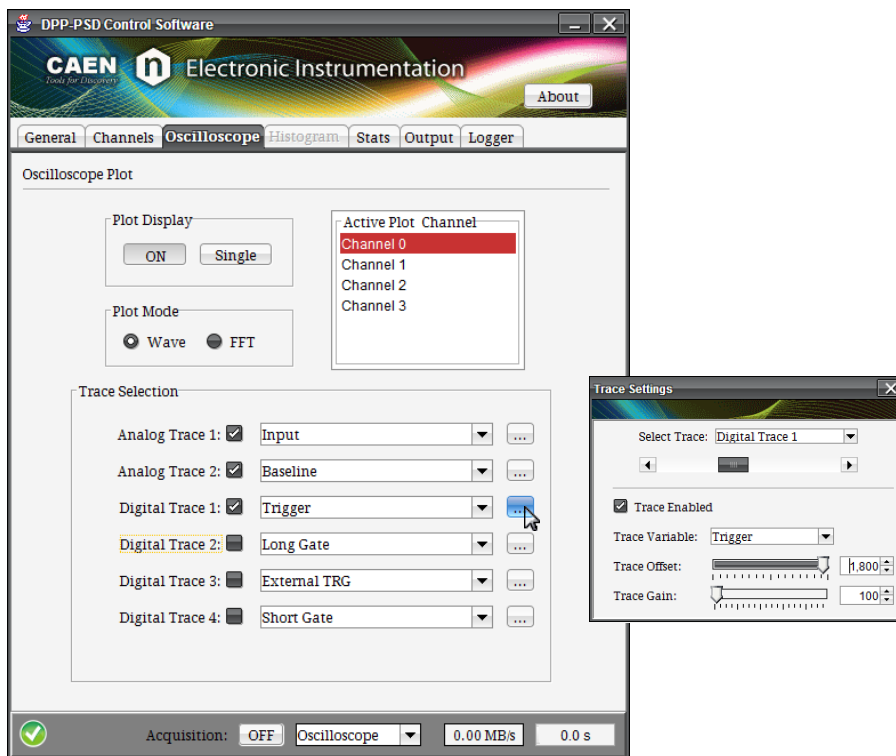 DPP-PSD Control Software
CAEN n Electronic Instrumentation
Tools for Discovery
About
General Channels Oscilloscope Histogram Stats Output Logger
Oscilloscope Plot
Plot Display
ON Single
Active Plot Channel
Channel 0
Channel 1
Channel 2
Channel 3
Plot Mode
Wave FFT
Trace Selection
Analog Trace 1: Input ...
Analog Trace 2: Baseline ...
Digital Trace 1: Trigger ...
Digital Trace 2: Long Gate ...
Digital Trace 3: External TRG ...
Digital Trace 4: Short Gate ...
Acquisition: OFF Oscilloscope 0.00 MB/s 0.0 s
Trace Settings
Select Trace: Digital Trace 1
Trace Enabled
Trace Variable: Trigger
Trace Offset: 1,800
Trace Gain: 100